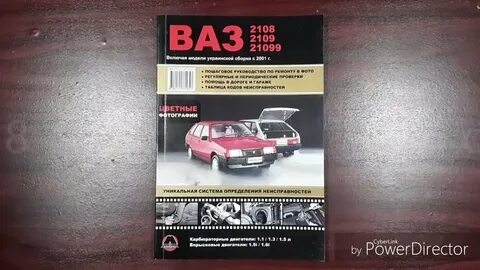 ВАЗ
2108
2109
21099
Включая модели украинской сборки с 2001 г.
• ПОШАГОВОЕ РУКОВОДСТВО ПО РЕМОНТУ В ФОТО
• РЕГУЛЯРНЫЕ И ПЕРИОДИЧЕСКИЕ ПРОВЕРКИ
• ПОМОЩЬ В ДОРОГЕ И ГАРАЖЕ
• ТАБЛИЦА КОДОВ НЕИСПРАВНОСТЕЙ
ЦВЕТНЫЕ
ФОТОГРАФИИ
УНИКАЛЬНАЯ СИСТЕМА ОПРЕДЕЛЕНИЯ НЕИСПРАВНОСТЕЙ
Карбюраторные двигатели: 1,1 / 1.3 / 1.5 л
Впрысковые двигатели: 1.5i / 1.6i
CyberLink
by PowerDirector